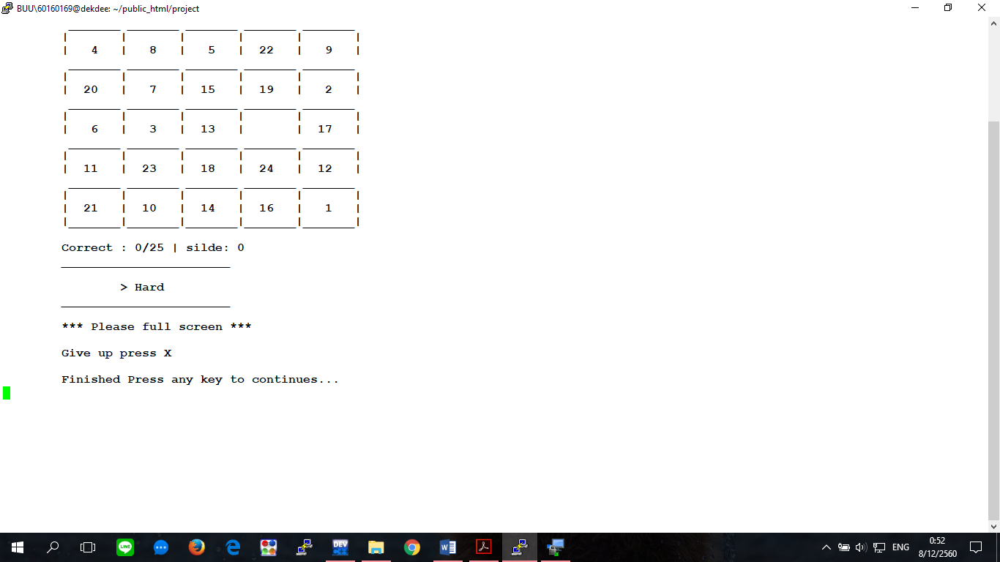 BUU\60160169@dekdee: ~/public_html/project
4 8 5 22 9
20 7 15 19 2
6 3 13 17
11 23 18 24 12
21 10 14 16 1
Correct : 0/25 | silde: 0
> Hard
*** Please full screen ***
Give up press X
Finished Press any key to continues...
LINE
DEV
ENG
0:52
8/12/2560